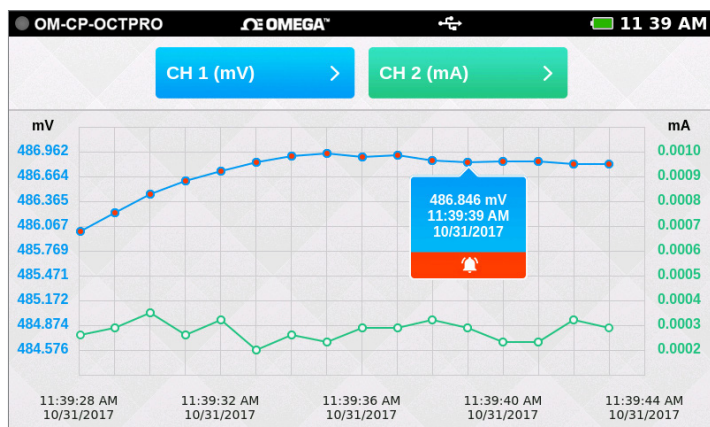 OM-CP-OCTPRO
Ω OMEGA™
11 39 AM
CH 1 (mV)
CH 2 (mA)
mV
mA
486.962
0.0010
486.664
0.0009
486.365
0.0008
486.067
0.0007
485.769
0.0006
485.471
0.0005
485.172
0.0004
484.874
0.0003
484.576
0.0002
486.846 mV
11:39:39 AM
10/31/2017
11:39:28 AM
10/31/2017
11:39:32 AM
10/31/2017
11:39:36 AM
10/31/2017
11:39:40 AM
10/31/2017
11:39:44 AM
10/31/2017